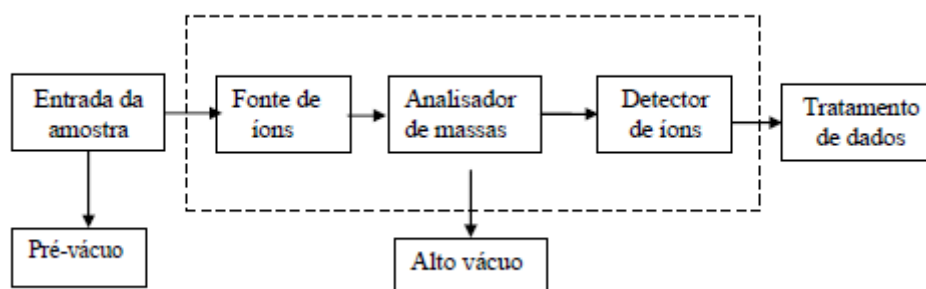 Entrada da
amostra
Fonte de
íons
Analisador
de massas
Detector
de íons
Tratamento
de dados
Pré-vácuo
Alto vácuo